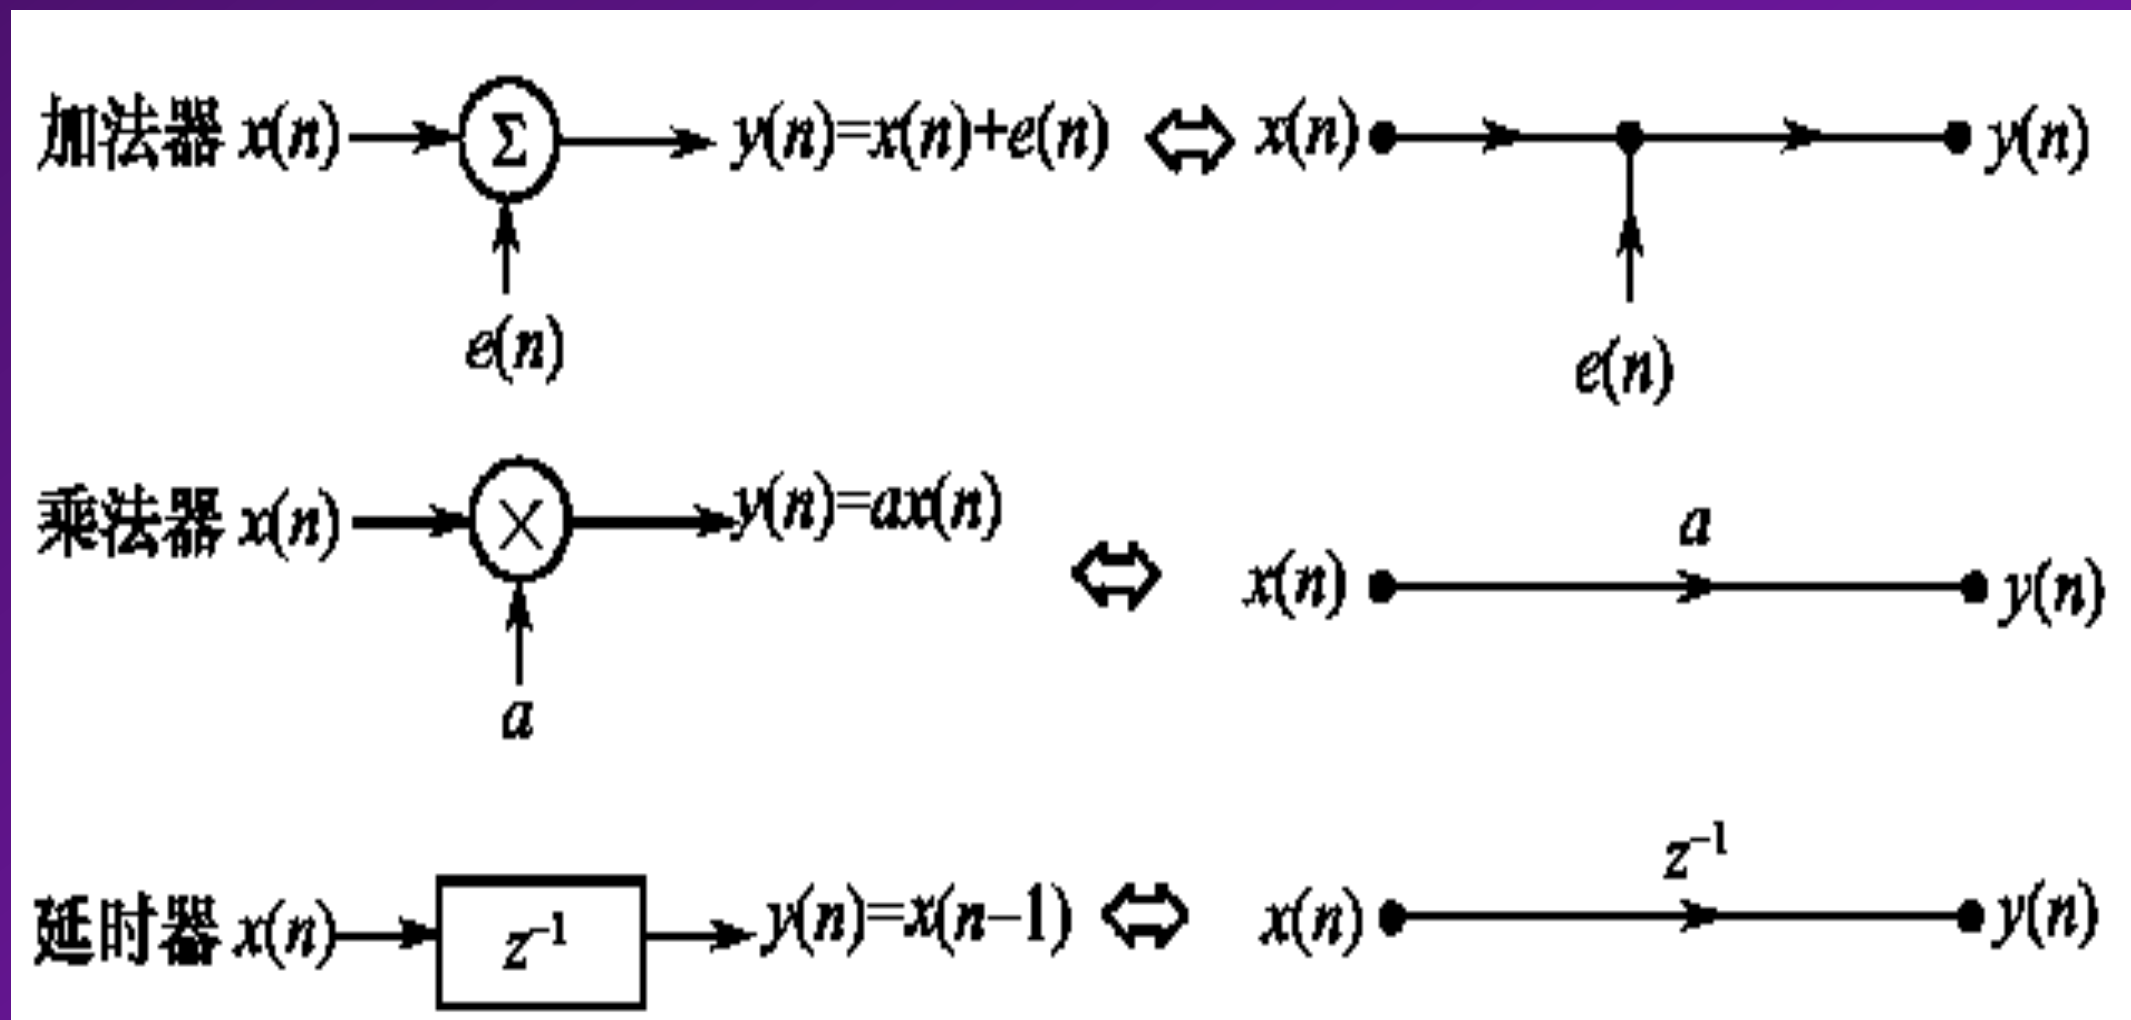 加法器 x(n) Σ y(n)=x(n)+e(n) x(n) y(n)
e(n) e(n)
乘法器 x(n) × y(n)=ax(n) x(n) a y(n)
a
延时器 x(n) z⁻¹ y(n)=x(n−1) x(n) z⁻¹ y(n)